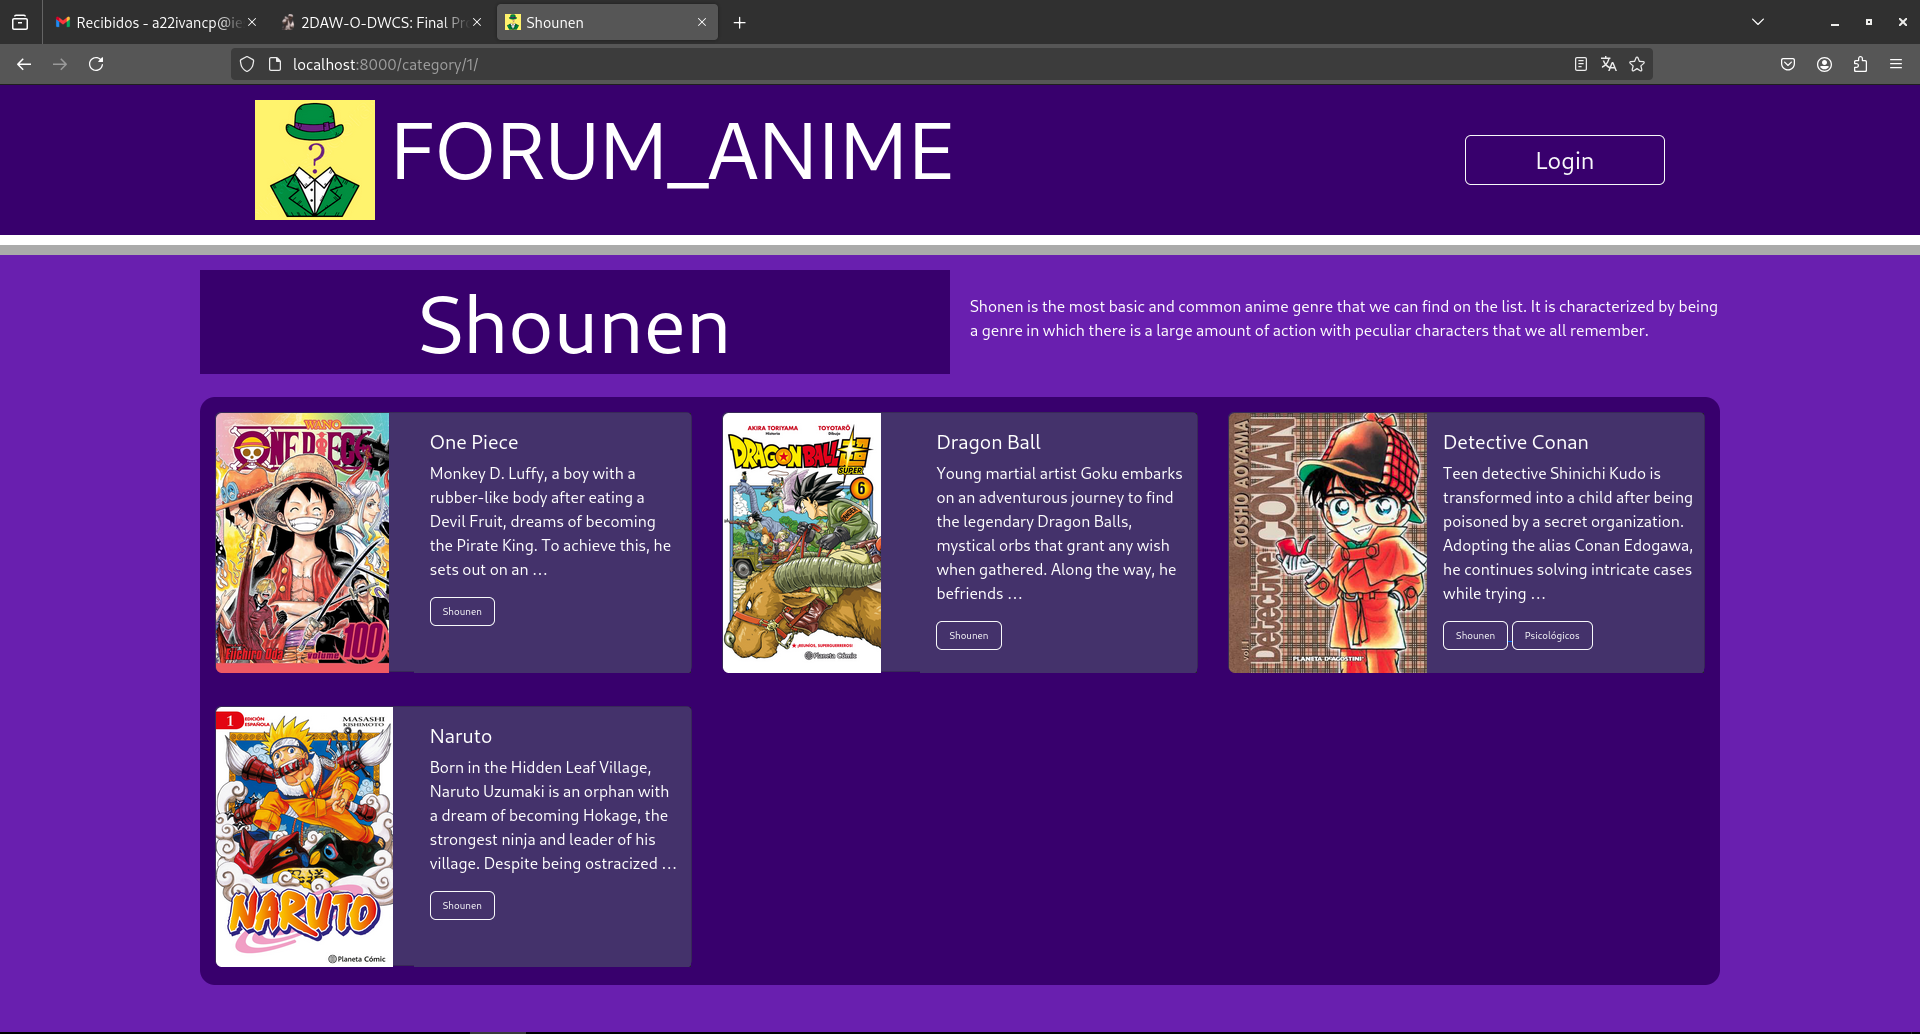 Recibidos - a22ivancp@ie
2DAW-O-DWCS: Final Pr
Shounen
localhost:8000/category/1/
?
FORUM_ANIME
Login
Shounen
Shonen is the most basic and common anime genre that we can find on the list. It is characterized by being
a genre in which there is a large amount of action with peculiar characters that we all remember.
WANO
ONE PIECE
Eiichiro Oda
volume 100
One Piece
Monkey D. Luffy, a boy with a
rubber-like body after eating a
Devil Fruit, dreams of becoming
the Pirate King. To achieve this, he
sets out on an …
Shounen
AKIRA TORIYAMA
Historia
TOYOTARŌ
Dibujo
DRAGON BALL
SUPER
6
Planeta Cómic
Dragon Ball
Young martial artist Goku embarks
on an adventurous journey to find
the legendary Dragon Balls,
mystical orbs that grant any wish
when gathered. Along the way, he
befriends …
Shounen
GOSHO AOYAMA
Detective CONAN
vol.1
PLANETA DeAGOSTINI
Detective Conan
Teen detective Shinichi Kudo is
transformed into a child after being
poisoned by a secret organization.
Adopting the alias Conan Edogawa,
he continues solving intricate cases
while trying …
Shounen
Psicológicos
1
EDICIÓN
ESPAÑOLA
MASASHI
KISHIMOTO
NARUTO
Planeta Cómic
Naruto
Born in the Hidden Leaf Village,
Naruto Uzumaki is an orphan with
a dream of becoming Hokage, the
strongest ninja and leader of his
village. Despite being ostracized …
Shounen